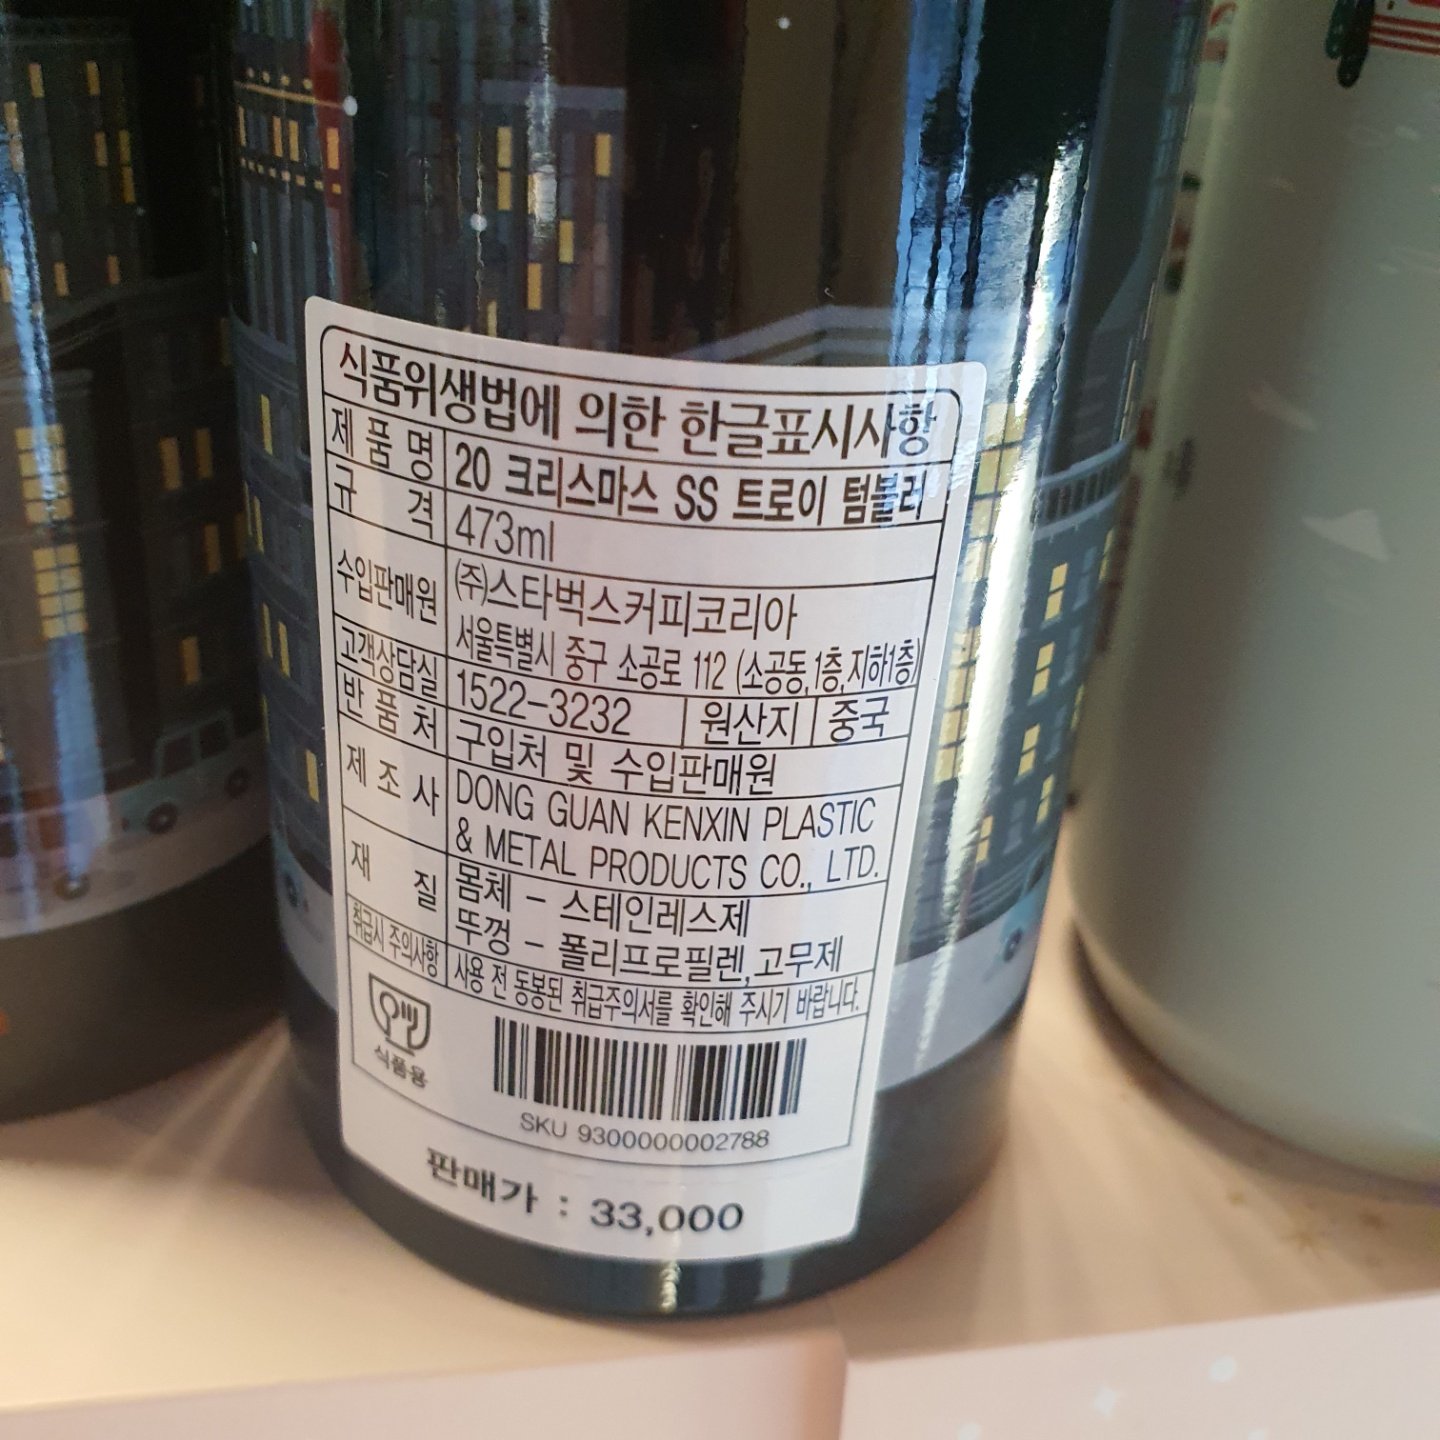 식품위생법에 의한 한글표시사항
제품명 20 크리스마스 SS 트로이 텀블러
규격 473ml
수입판매원 (주)스타벅스커피코리아
서울특별시 중구 소공로 112 (소공동,1층,지하1층)
고객상담실 1522-3232 원산지 중국
반품처 구입처 및 수입판매원
제조사 DONG GUAN KENXIN PLASTIC
& METAL PRODUCTS CO., LTD.
재질 몸체 - 스테인레스제
뚜껑 - 폴리프로필렌,고무제
취급시 주의사항 사용 전 동봉된 취급주의서를 확인해 주시기 바랍니다.
식품용
SKU 9300000002788
판매가 : 33,000